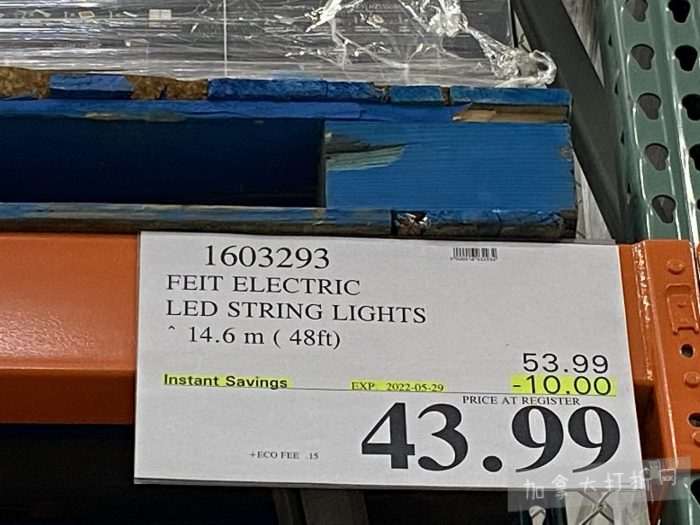 1603293
FEIT ELECTRIC
LED STRING LIGHTS
^ 14.6 m ( 48ft)
53.99
Instant Savings EXP. 2022-05-29 -10.00
PRICE AT REGISTER
43.99
+ECO FEE .15
加拿大打折网